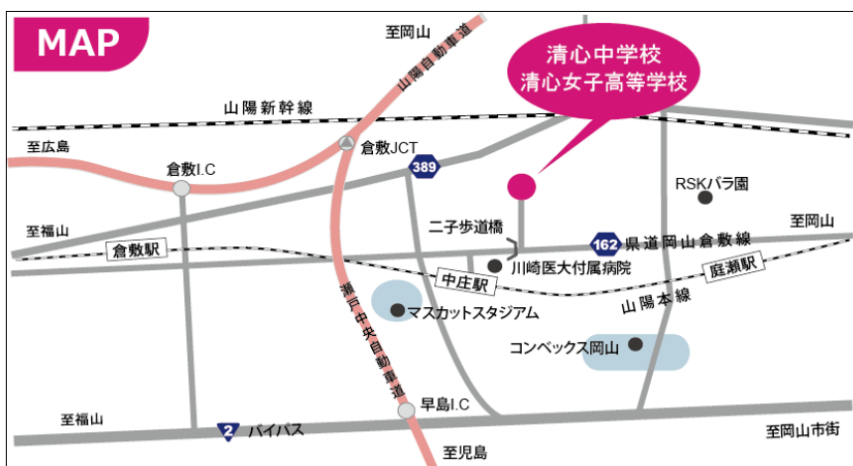 MAP
至岡山
山陽自動車道
清心中学校
清心女子高等学校
山陽新幹線
至広島
倉敷I.C
倉敷JCT
389
RSKバラ園
至福山
倉敷駅
二子歩道橋
162
県道岡山倉敷線
至岡山
川崎医大付属病院
中庄駅
庭瀬駅
山陽本線
瀬戸中央自動車道
マスカットスタジアム
コンベックス岡山
早島I.C
至福山
2
バイパス
至岡山市街
至児島